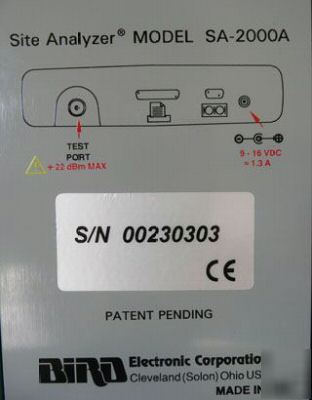 Site Analyzer® MODEL SA-2000A
TEST
PORT
+22 dBm MAX
9 - 16 VDC
≈ 1.3 A
S/N 00230303
CE
PATENT PENDING
BIRD Electronic Corporatio
Cleveland (Solon) Ohio US
MADE IN